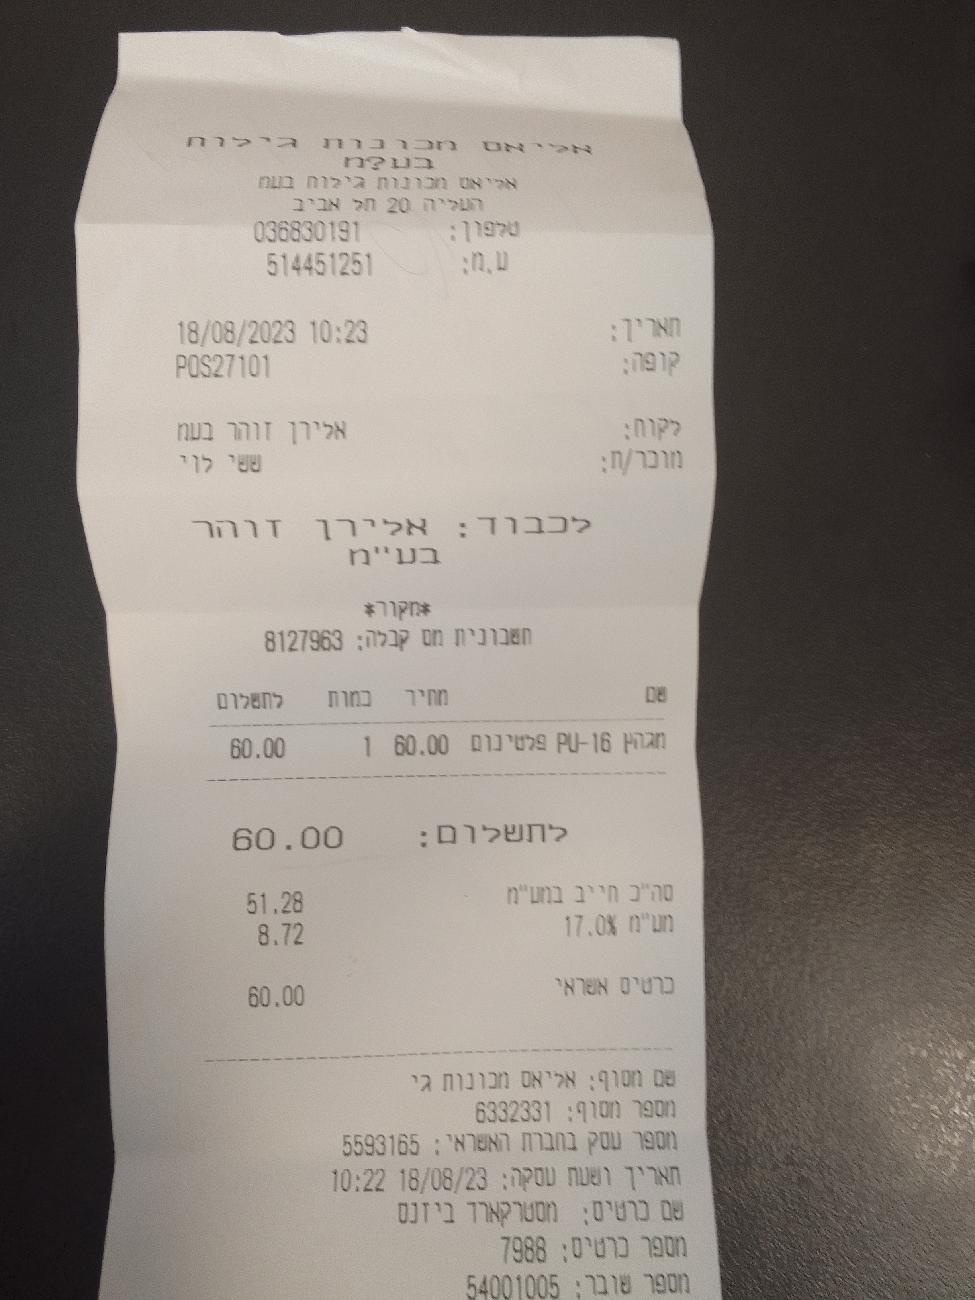 אליאס מכונות גילוח
בע?מ
אליאס מכונות גילוח בעמ
העליה 20 תל אביב
טלפון: 036830191
ע.מ: 514451251
תאריך: 18/08/2023 10:23
קופה: POS27101
לקוח: אלירן זוהר בעמ
מוכר/ת: ששי לוי
לכבוד: אלירן זוהר
בע"מ
*מקור*
חשבונית מס קבלה: 8127963
שם מחיר כמות לתשלום
מגהץ PU-16 פלטינום 60.00 1 60.00
לתשלום: 60.00
סה"כ חייב במע"מ 51.28
מע"מ 17.0% 8.72
כרטיס אשראי 60.00
שם מסוף: אליאס מכונות גי
מספר מסוף: 6332331
מספר עסק בחברת האשראי: 5593165
תאריך ושעת עסקה: 18/08/23 10:22
שם כרטיס: מסטרקארד ביזנס
מספר כרטיס: 7988
מספר שובר: 54001005